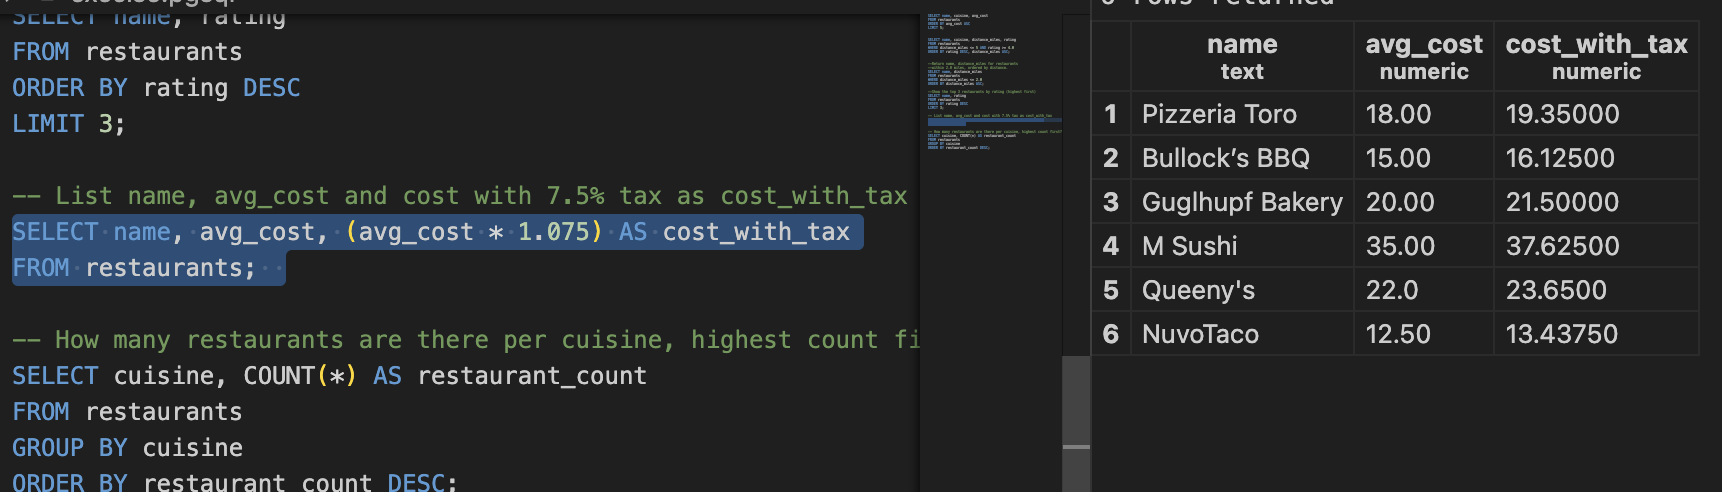 SELECT name, rating
FROM restaurants
ORDER BY rating DESC
LIMIT 3;
-- List name, avg_cost and cost with 7.5% tax as cost_with_tax
SELECT name, avg_cost, (avg_cost * 1.075) AS cost_with_tax
FROM restaurants;
-- How many restaurants are there per cuisine, highest count fi
SELECT cuisine, COUNT(*) AS restaurant_count
FROM restaurants
GROUP BY cuisine
ORDER BY restaurant_count DESC;
rows returned
name avg_cost cost_with_tax
text numeric numeric
1 Pizzeria Toro 18.00 19.35000
2 Bullock’s BBQ 15.00 16.12500
3 Guglhupf Bakery 20.00 21.50000
4 M Sushi 35.00 37.62500
5 Queeny's 22.0 23.6500
6 NuvoTaco 12.50 13.43750